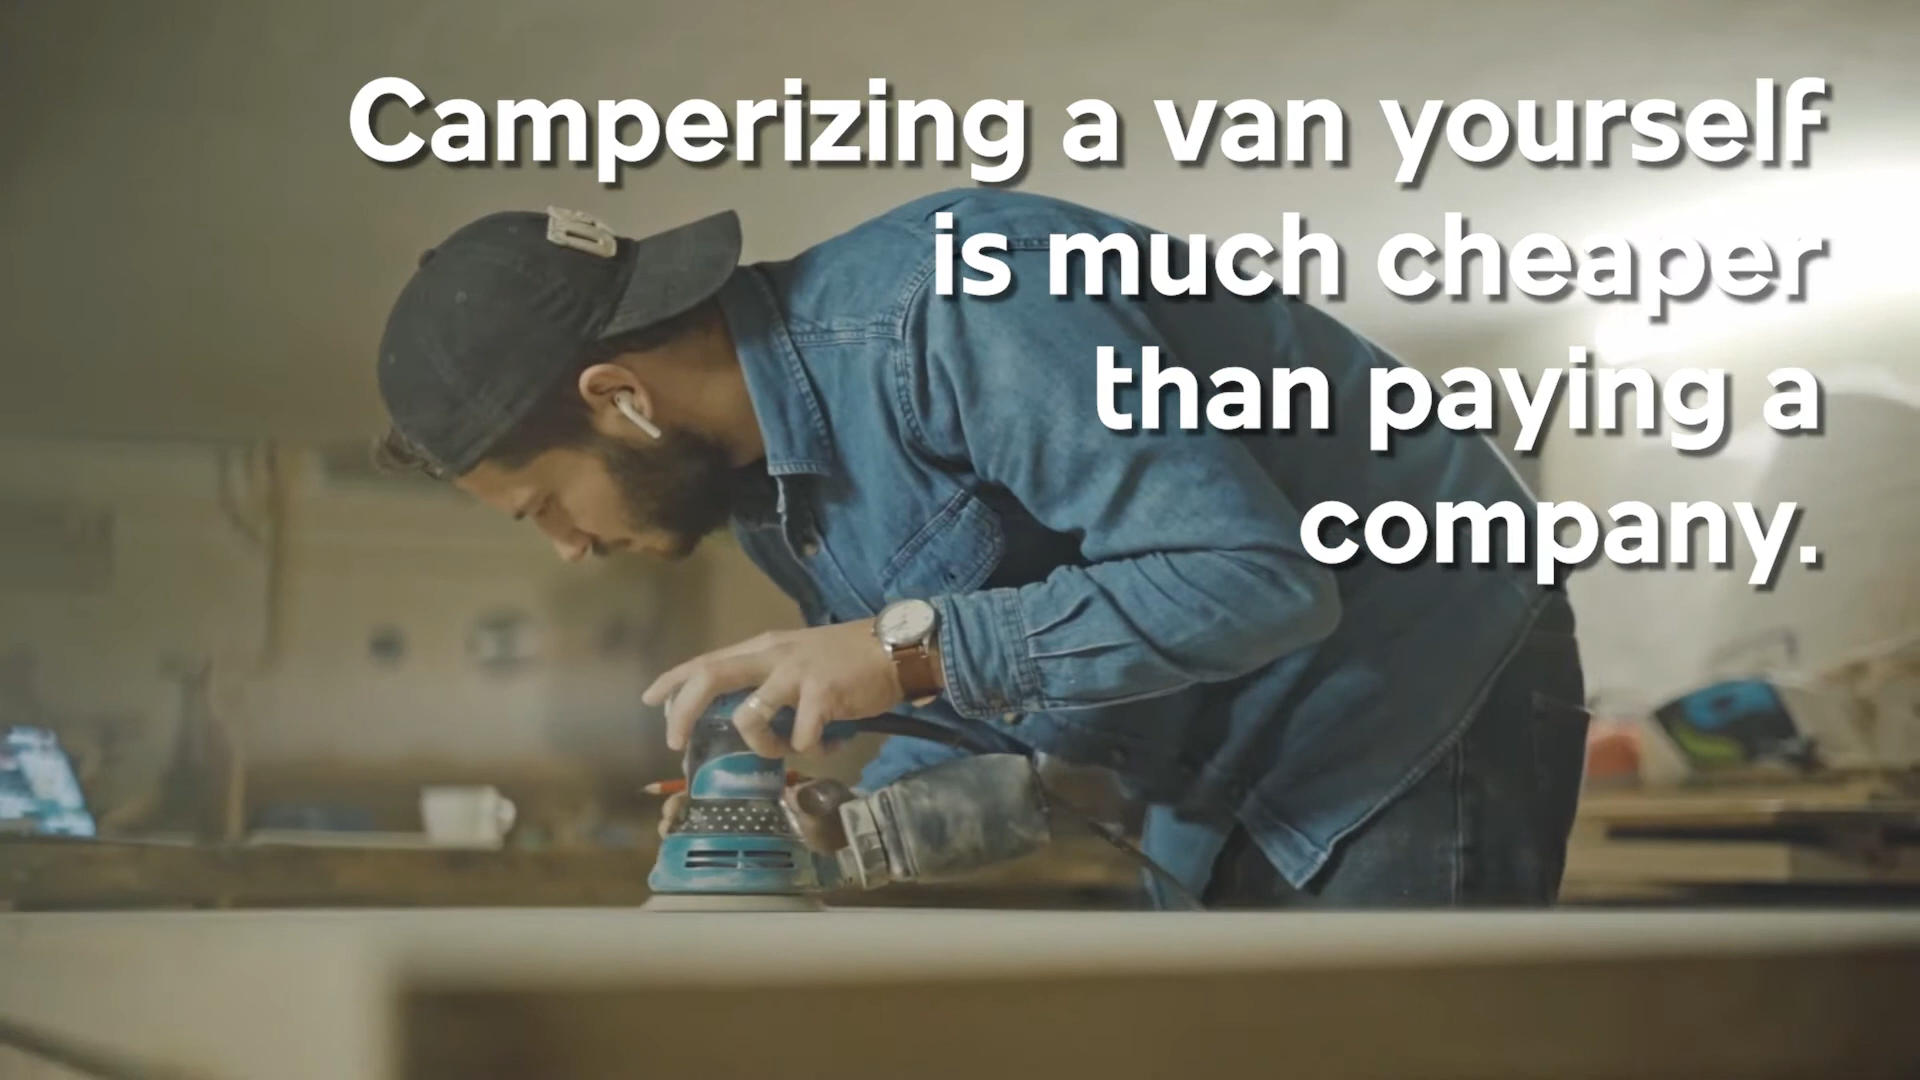 Camperizing a van yourself
is much cheaper
than paying a
company.